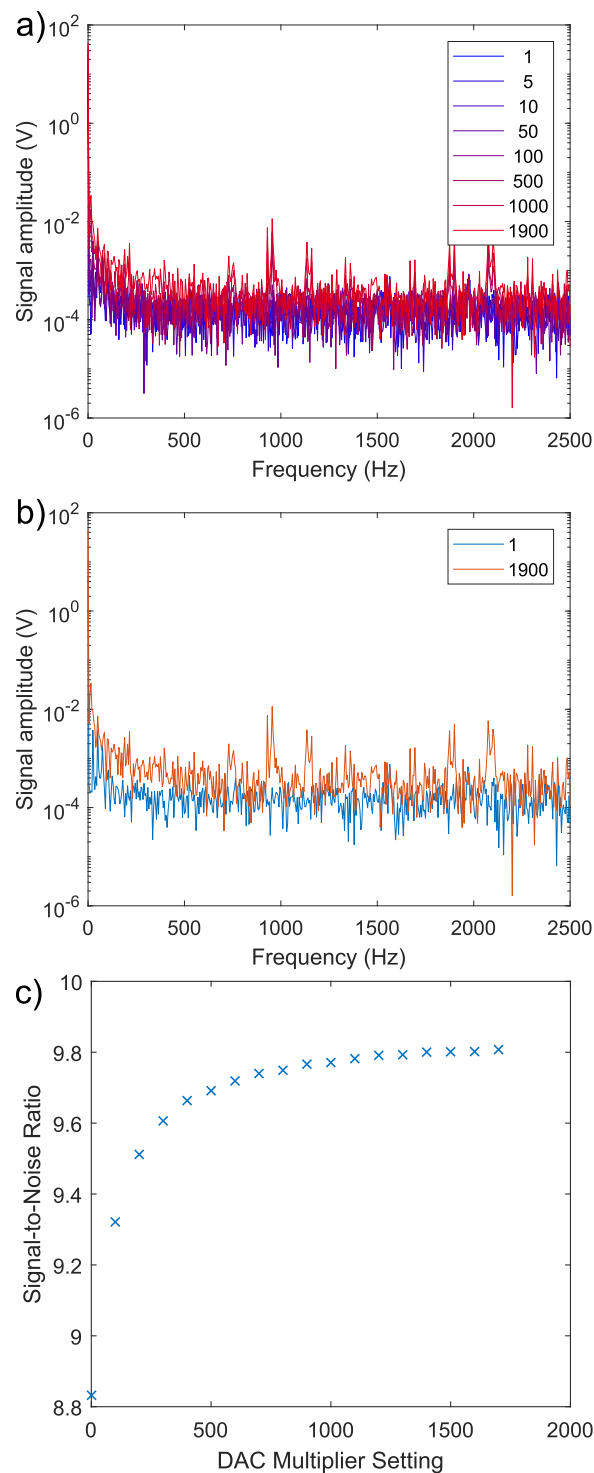 a)
10^2
10^0
10^-2
10^-4
10^-6
Signal amplitude (V)
1
5
10
50
100
500
1000
1900
0 500 1000 1500 2000 2500
Frequency (Hz)
b)
10^2
10^0
10^-2
10^-4
10^-6
Signal amplitude (V)
1
1900
0 500 1000 1500 2000 2500
Frequency (Hz)
c)
10
9.8
9.6
9.4
9.2
9
8.8
Signal-to-Noise Ratio
0 500 1000 1500 2000
DAC Multiplier Setting